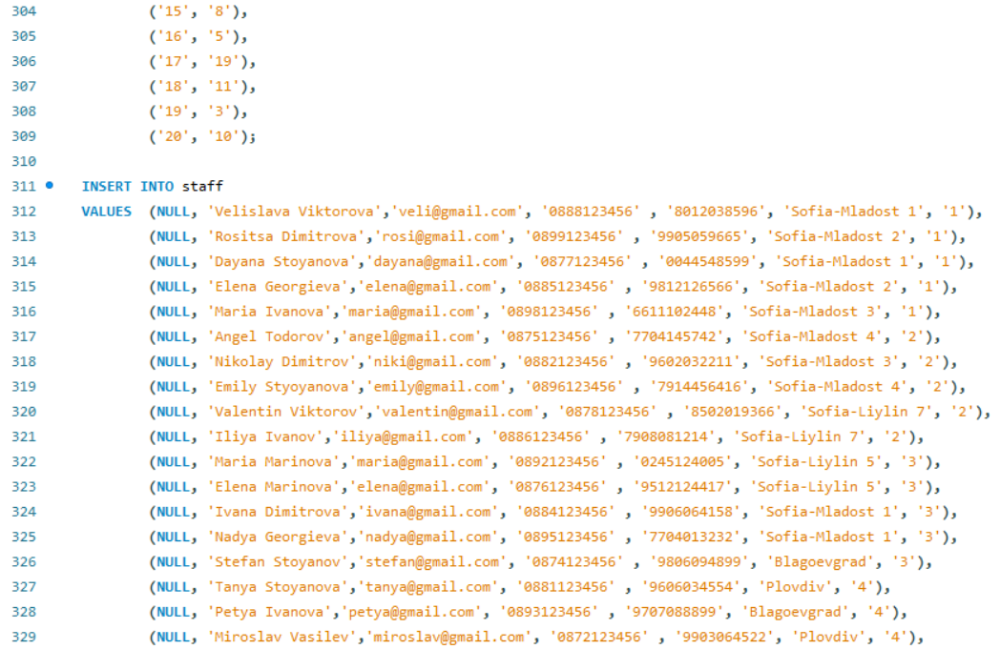 304 ('15', '8'),
305 ('16', '5'),
306 ('17', '19'),
307 ('18', '11'),
308 ('19', '3'),
309 ('20', '10');
310
311 INSERT INTO staff
312 VALUES (NULL, 'Velislava Viktorova','veli@gmail.com', '0888123456' , '8012038596', 'Sofia-Mladost 1', '1'),
313 (NULL, 'Rositsa Dimitrova','rosi@gmail.com', '0899123456' , '9905059665', 'Sofia-Mladost 2', '1'),
314 (NULL, 'Dayana Stoyanova','dayana@gmail.com', '0877123456' , '0044548599', 'Sofia-Mladost 1', '1'),
315 (NULL, 'Elena Georgieva','elena@gmail.com', '0885123456' , '9812126566', 'Sofia-Mladost 2', '1'),
316 (NULL, 'Maria Ivanova','maria@gmail.com', '0898123456' , '6611102448', 'Sofia-Mladost 3', '1'),
317 (NULL, 'Angel Todorov','angel@gmail.com', '0875123456' , '7704145742', 'Sofia-Mladost 4', '2'),
318 (NULL, 'Nikolay Dimitrov','niki@gmail.com', '0882123456' , '9602032211', 'Sofia-Mladost 3', '2'),
319 (NULL, 'Emily Styoyanova','emily@gmail.com', '0896123456' , '7914456416', 'Sofia-Mladost 4', '2'),
320 (NULL, 'Valentin Viktorov','valentin@gmail.com', '0878123456' , '8502019366', 'Sofia-Liylin 7', '2'),
321 (NULL, 'Iliya Ivanov','iliya@gmail.com', '0886123456' , '7908081214', 'Sofia-Liylin 7', '2'),
322 (NULL, 'Maria Marinova','maria@gmail.com', '0892123456' , '0245124005', 'Sofia-Liylin 5', '3'),
323 (NULL, 'Elena Marinova','elena@gmail.com', '0876123456' , '9512124417', 'Sofia-Liylin 5', '3'),
324 (NULL, 'Ivana Dimitrova','ivana@gmail.com', '0884123456' , '9906064158', 'Sofia-Mladost 1', '3'),
325 (NULL, 'Nadya Georgieva','nadya@gmail.com', '0895123456' , '7704013232', 'Sofia-Mladost 1', '3'),
326 (NULL, 'Stefan Stoyanov','stefan@gmail.com', '0874123456' , '9806094899', 'Blagoevgrad', '3'),
327 (NULL, 'Tanya Stoyanova','tanya@gmail.com', '0881123456' , '9606034554', 'Plovdiv', '4'),
328 (NULL, 'Petya Ivanova','petya@gmail.com', '0893123456' , '9707088899', 'Blagoevgrad', '4'),
329 (NULL, 'Miroslav Vasilev','miroslav@gmail.com', '0872123456' , '9903064522', 'Plovdiv', '4'),